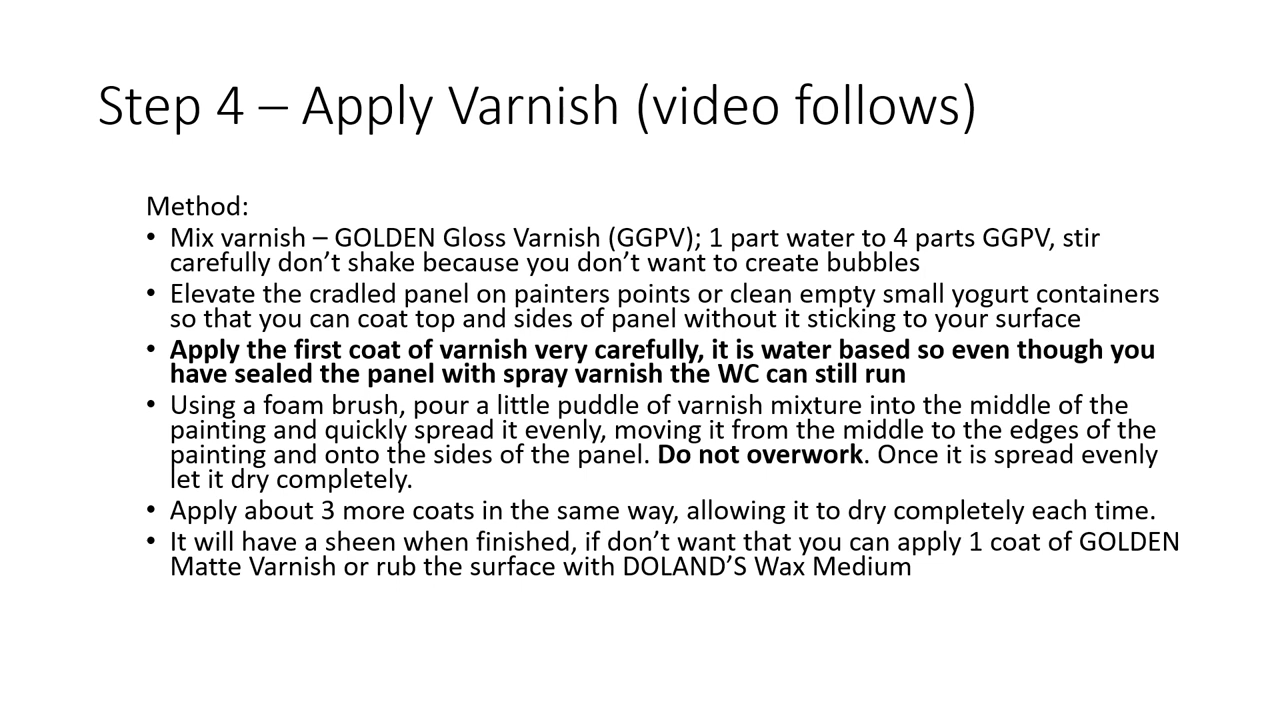 Step 4 – Apply Varnish (video follows)
Method:
• Mix varnish – GOLDEN Gloss Varnish (GGPV); 1 part water to 4 parts GGPV, stir
carefully don’t shake because you don’t want to create bubbles
• Elevate the cradled panel on painters points or clean empty small yogurt containers
so that you can coat top and sides of panel without it sticking to your surface
• Apply the first coat of varnish very carefully, it is water based so even though you
have sealed the panel with spray varnish the WC can still run
• Using a foam brush, pour a little puddle of varnish mixture into the middle of the
painting and quickly spread it evenly, moving it from the middle to the edges of the
painting and onto the sides of the panel. Do not overwork. Once it is spread evenly
let it dry completely.
• Apply about 3 more coats in the same way, allowing it to dry completely each time.
• It will have a sheen when finished, if don’t want that you can apply 1 coat of GOLDEN
Matte Varnish or rub the surface with DOLAND’S Wax Medium